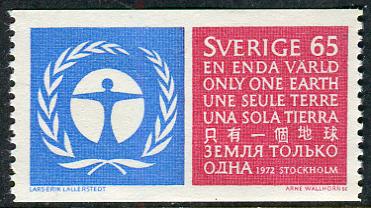 SVERIGE 65
EN ENDA VÄRLD
ONLY ONE EARTH
UNE SEULE TERRE
UNA SOLA TIERRA
只有一個地球
ЗЕМЛЯ ТОЛЬКО
ОДНА 1972 STOCKHOLM
LARS-ERIK LALLERSTEDT
ARNE WALLHORN SC